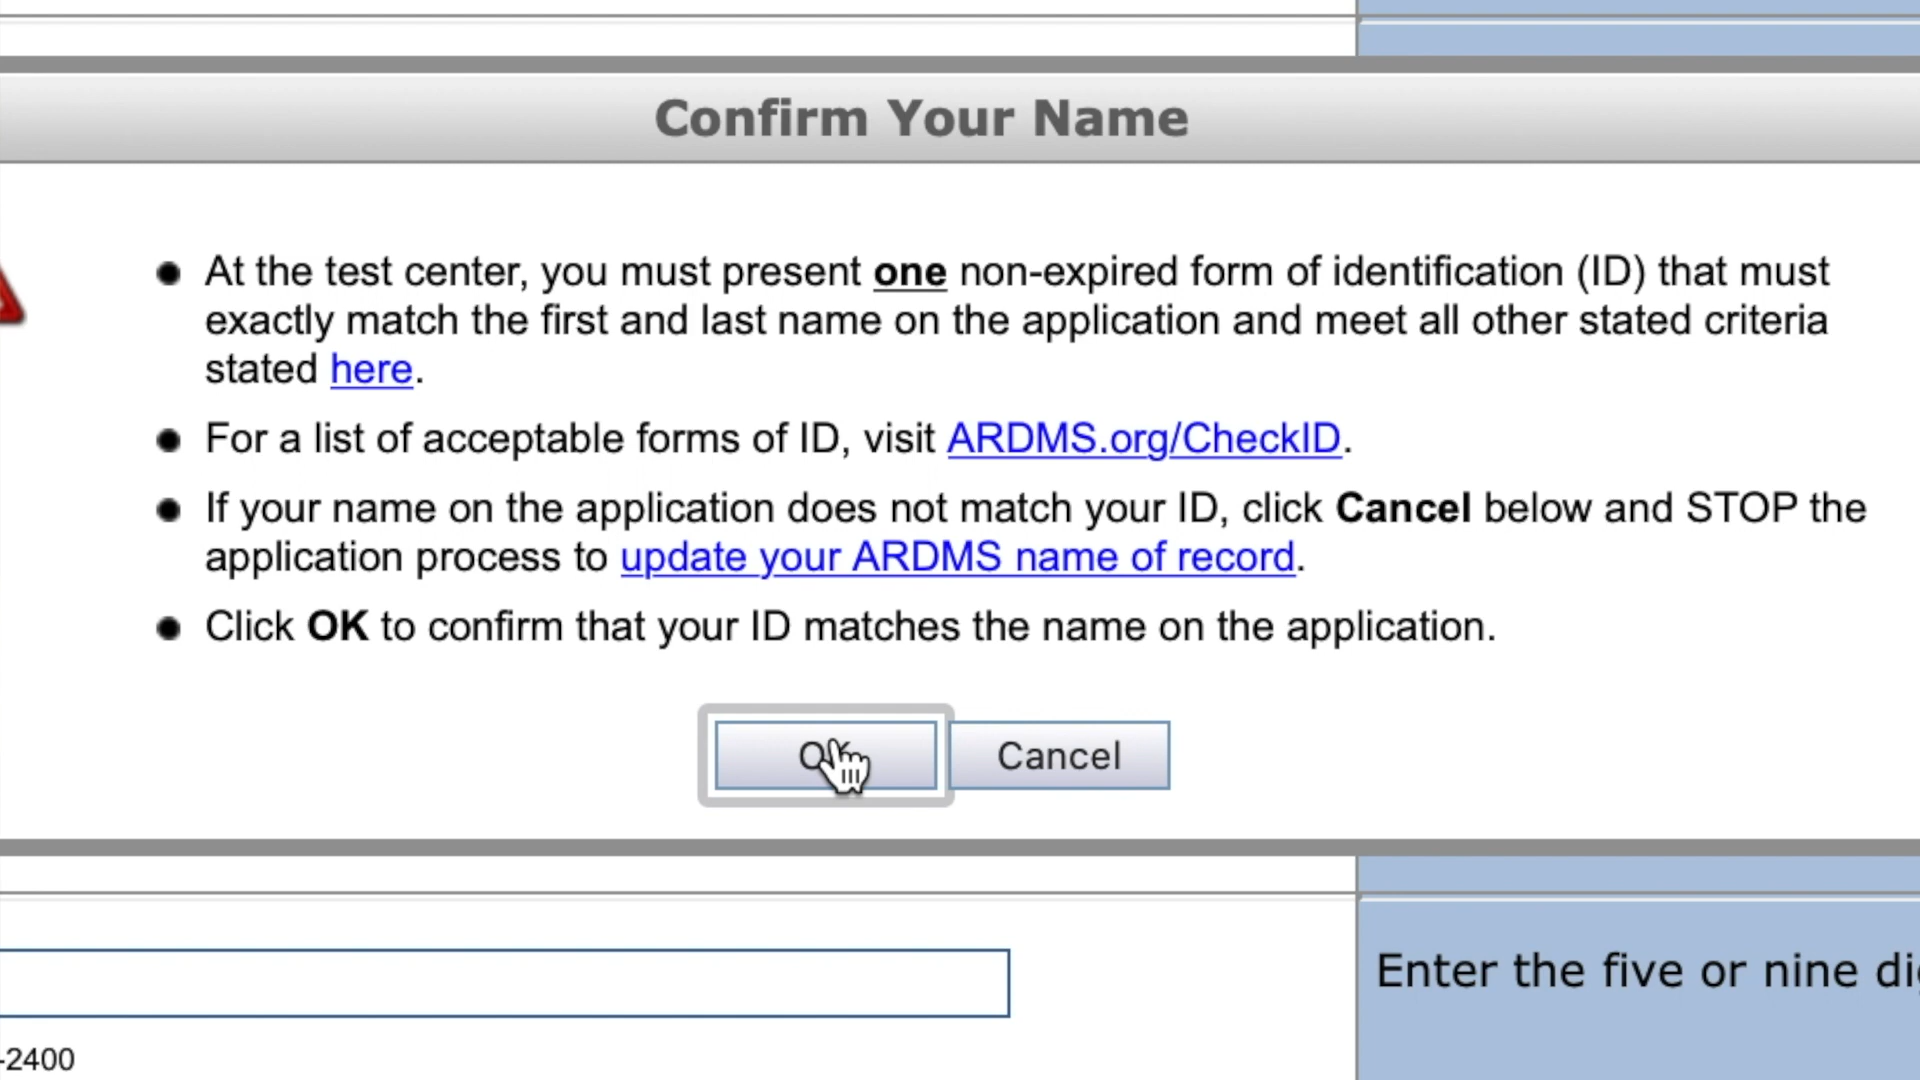 Confirm Your Name
● At the test center, you must present one non-expired form of identification (ID) that must
exactly match the first and last name on the application and meet all other stated criteria
stated here.
● For a list of acceptable forms of ID, visit ARDMS.org/CheckID.
● If your name on the application does not match your ID, click Cancel below and STOP the
application process to update your ARDMS name of record.
● Click OK to confirm that your ID matches the name on the application.
OK Cancel
Enter the five or nine
-2400